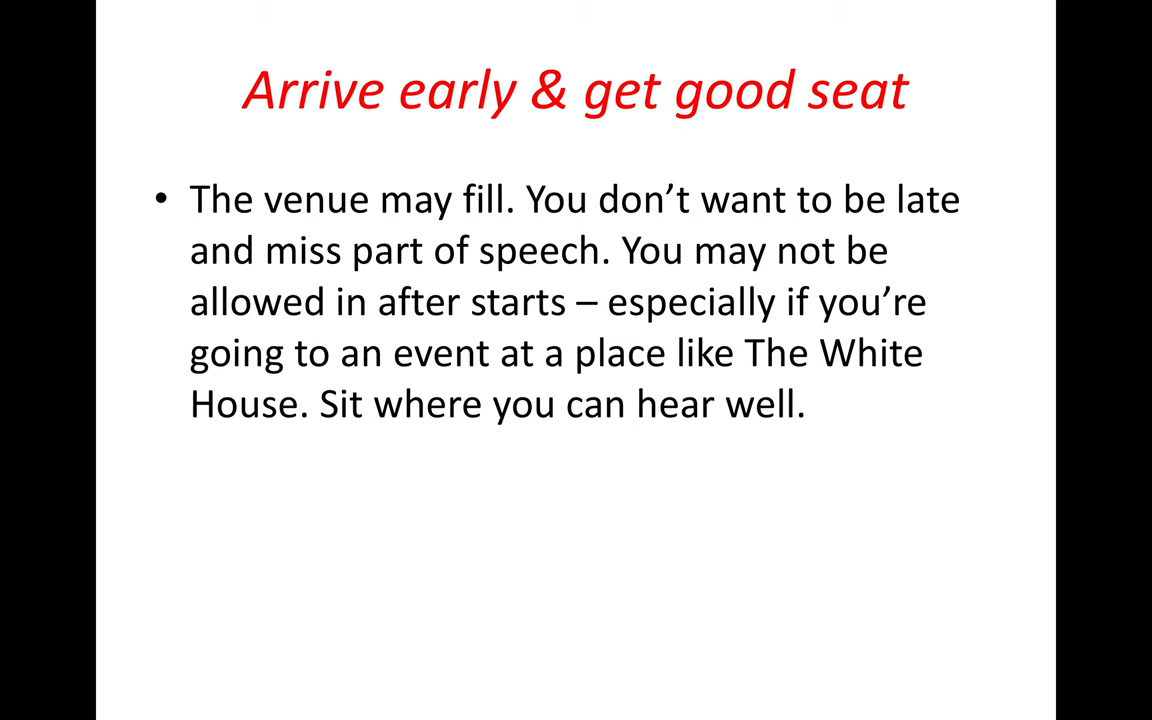 Arrive early & get good seat
• The venue may fill. You don’t want to be late
and miss part of speech. You may not be
allowed in after starts – especially if you’re
going to an event at a place like The White
House. Sit where you can hear well.